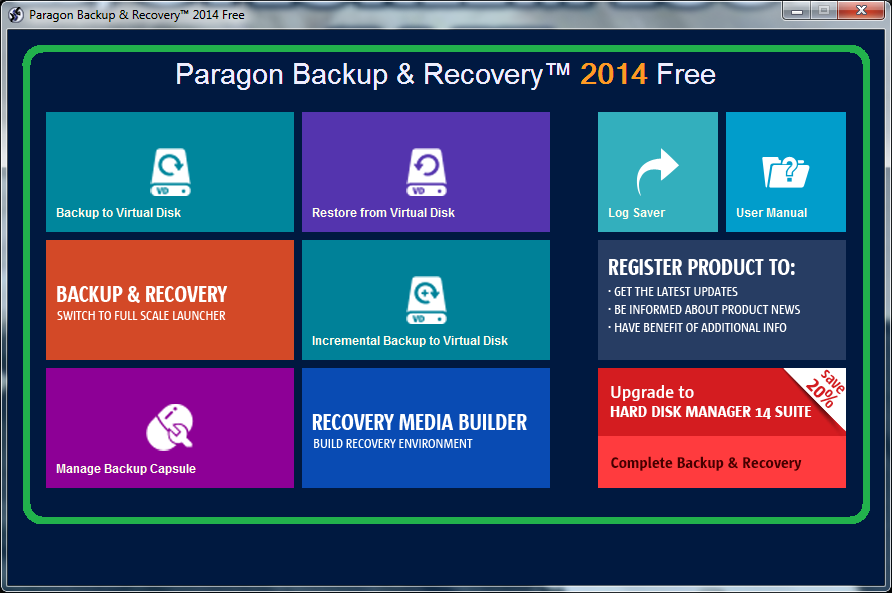 Paragon Backup & Recovery™ 2014 Free
Paragon Backup & Recovery™ 2014 Free
VD
Backup to Virtual Disk
VD
Restore from Virtual Disk
Log Saver
User Manual
BACKUP & RECOVERY
SWITCH TO FULL SCALE LAUNCHER
VD
Incremental Backup to Virtual Disk
REGISTER PRODUCT TO:
· GET THE LATEST UPDATES
· BE INFORMED ABOUT PRODUCT NEWS
· HAVE BENEFIT OF ADDITIONAL INFO
Manage Backup Capsule
RECOVERY MEDIA BUILDER
BUILD RECOVERY ENVIRONMENT
save
20%
Upgrade to
HARD DISK MANAGER 14 SUITE
Complete Backup & Recovery